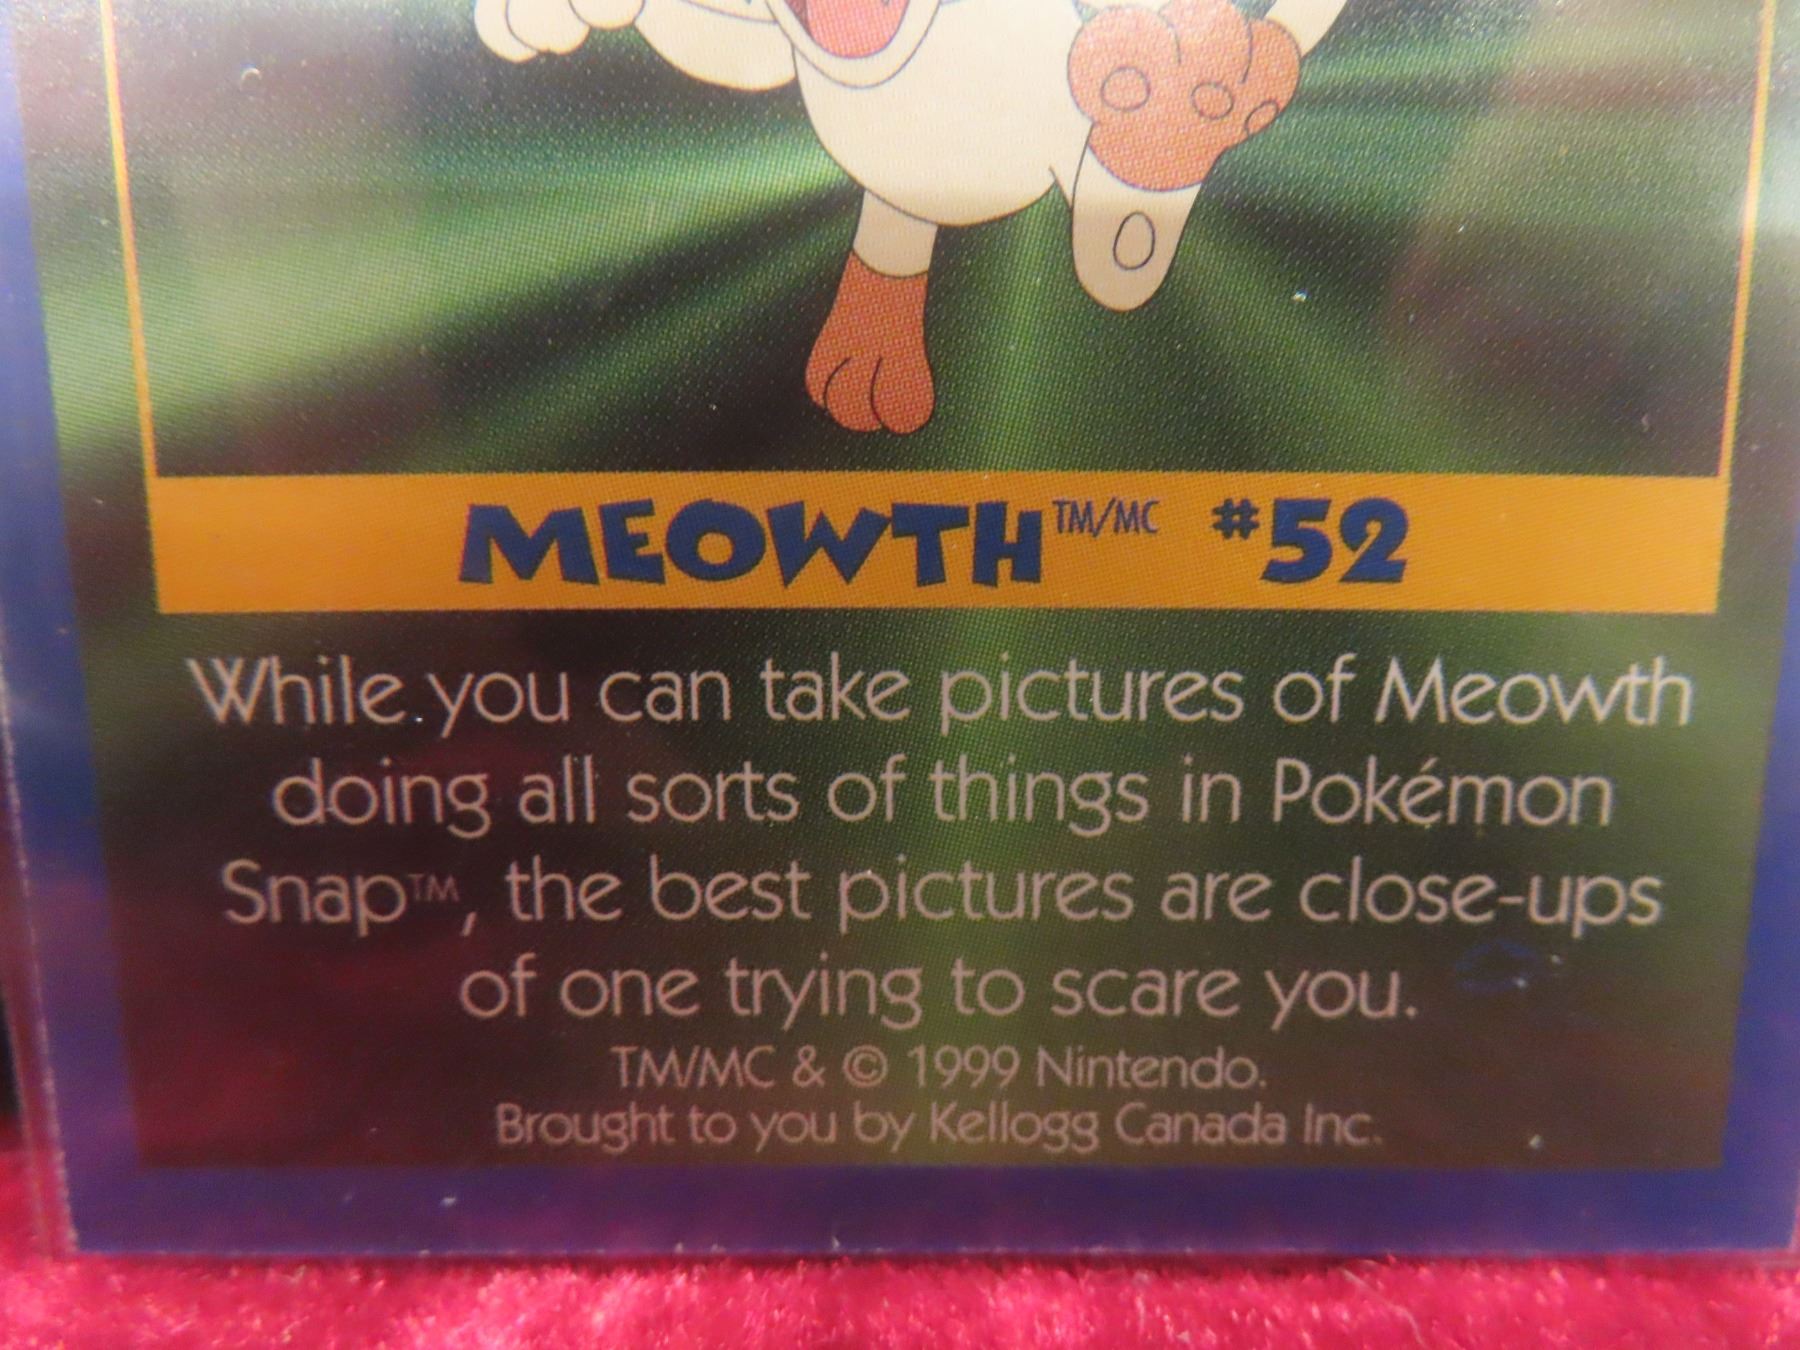 MEOWTH™/MC #52
While you can take pictures of Meowth
doing all sorts of things in Pokémon
Snap™, the best pictures are close-ups
of one trying to scare you.
TM/MC & © 1999 Nintendo.
Brought to you by Kellogg Canada Inc.